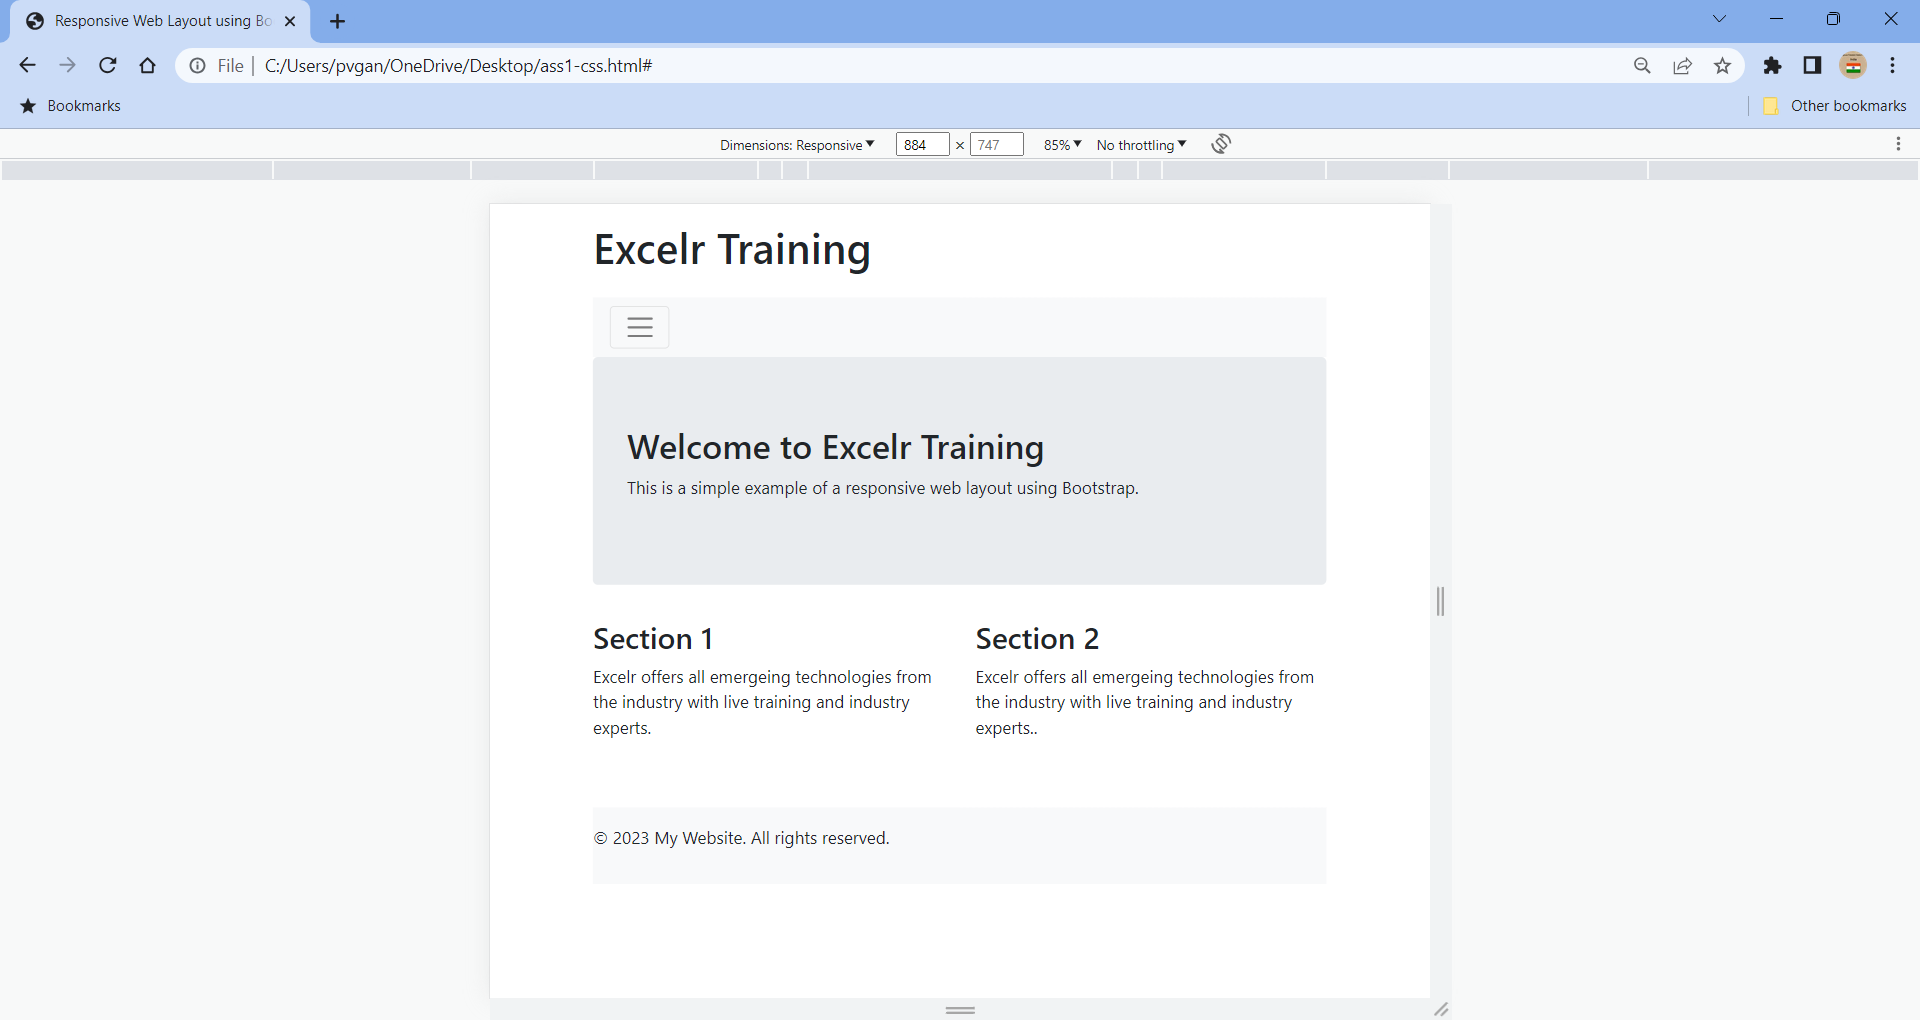 Responsive Web Layout using Bo
File
C:/Users/pvgan/OneDrive/Desktop/ass1-css.html#
Bookmarks
Other bookmarks
Dimensions: Responsive 884 × 747 85% No throttling
Excelr Training
Welcome to Excelr Training
This is a simple example of a responsive web layout using Bootstrap.
Section 1
Excelr offers all emergeing technologies from
the industry with live training and industry
experts.
Section 2
Excelr offers all emergeing technologies from
the industry with live training and industry
experts..
© 2023 My Website. All rights reserved.